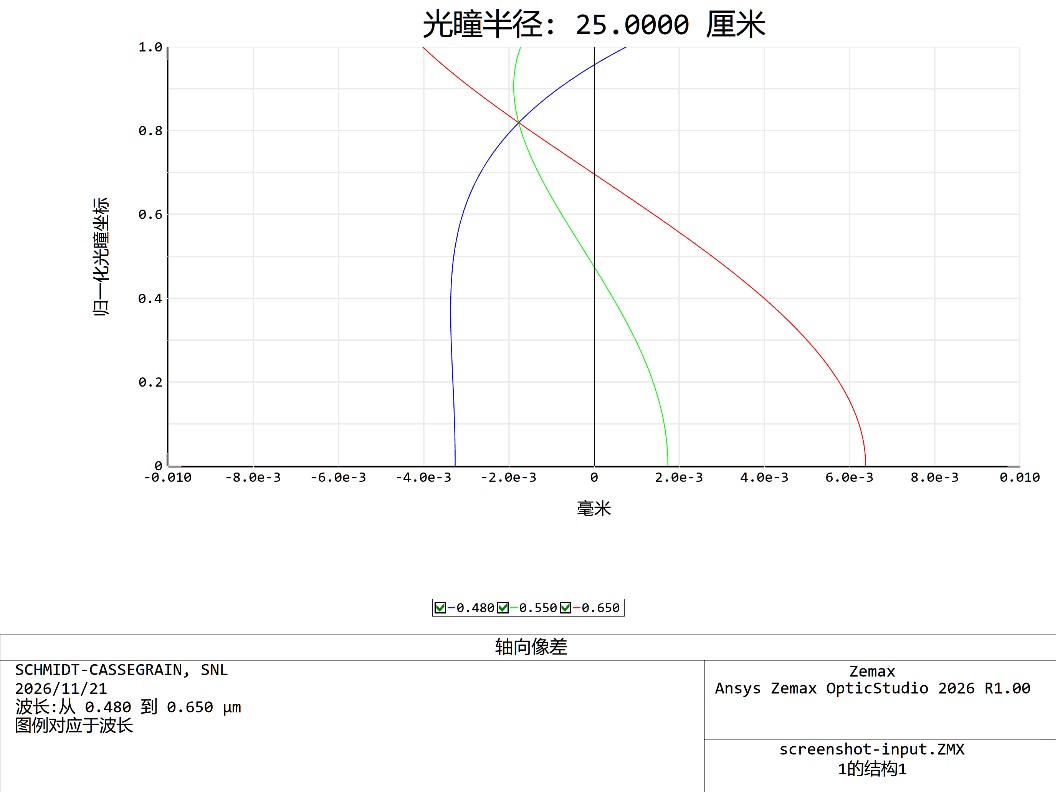 光瞳半径: 25.0000 厘米
1.0
0.8
0.6
0.4
0.2
0
归一化光瞳坐标
-0.010 -8.0e-3 -6.0e-3 -4.0e-3 -2.0e-3 0 2.0e-3 4.0e-3 6.0e-3 8.0e-3 0.010
毫米
0.480 0.550 0.650
轴向像差
SCHMIDT-CASSEGRAIN, SNL
2026/11/21
波长:从 0.480 到 0.650 μm
图例对应于波长
Zemax
Ansys Zemax OpticStudio 2026 R1.00
screenshot-input.ZMX
1的结构1